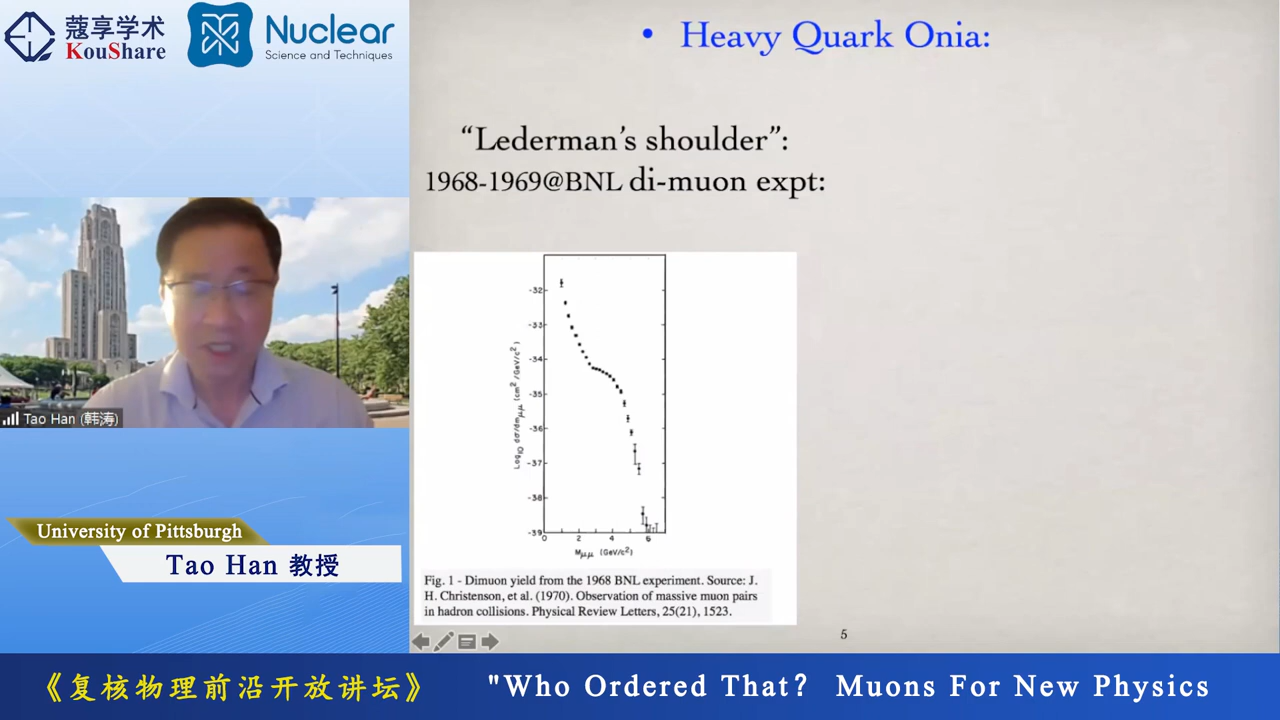 蔻享学术
KouShare
Nuclear
Science and Techniques
• Heavy Quark Onia:
“Lederman’s shoulder”:
1968-1969@BNL di-muon expt:
-32
-33
-34
-35
-36
-37
-38
-39
0
2
4
6
Log₁₀ dσ/dmμμ (cm²/GeV/c²)
Mμμ (GeV/c²)
Fig. 1 - Dimuon yield from the 1968 BNL experiment. Source: J.
H. Christenson, et al. (1970). Observation of massive muon pairs
in hadron collisions. Physical Review Letters, 25(21), 1523.
5
Tao Han (韩涛)
University of Pittsburgh
Tao Han 教授
《复核物理前沿开放讲坛》
"Who Ordered That? Muons For New Physics